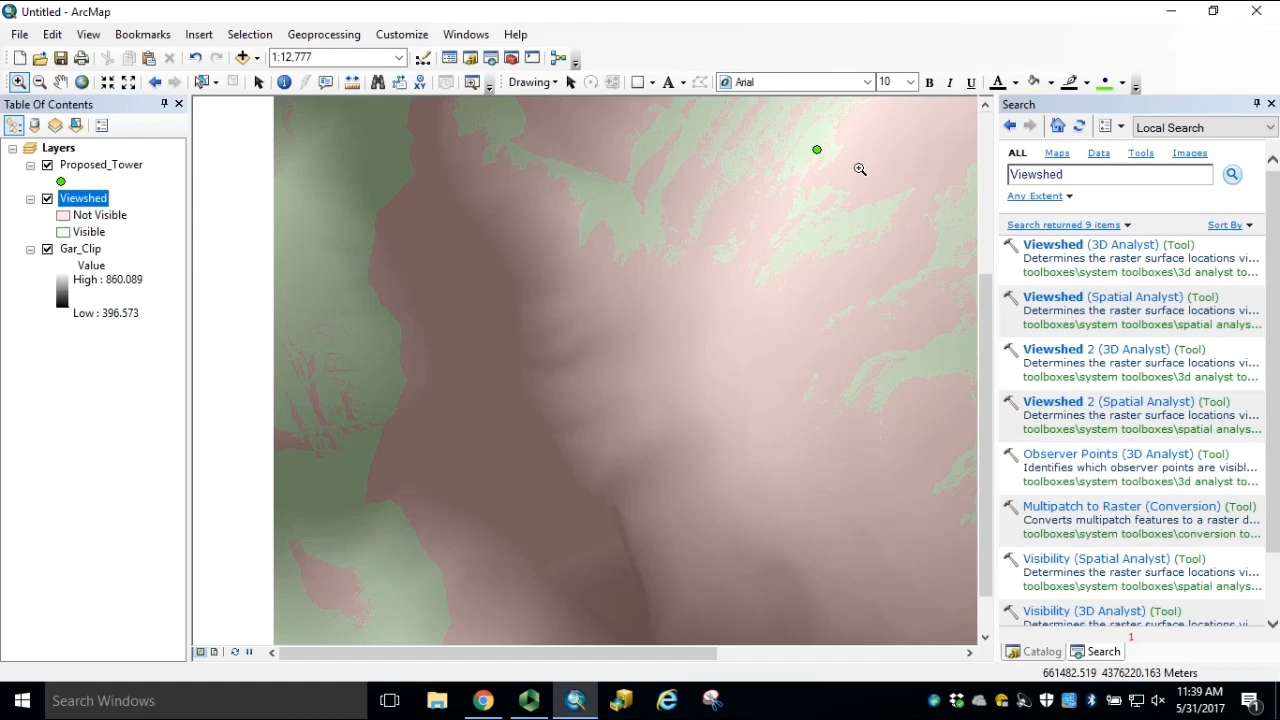 Untitled - ArcMap
File Edit View Bookmarks Insert Selection Geoprocessing Customize Windows Help
1:12,777
Drawing Arial 10 B I U A
Table Of Contents
Layers
Proposed_Tower
Viewshed
Not Visible
Visible
Gar_Clip
Value
High : 860.089
Low : 396.573
Search
Local Search
ALL Maps Data Tools Images
Viewshed
Any Extent
Search returned 9 items Sort By
Viewshed (3D Analyst) (Tool)
Determines the raster surface locations vi...
toolboxes\system toolboxes\3d analyst to...
Viewshed (Spatial Analyst) (Tool)
Determines the raster surface locations vi...
toolboxes\system toolboxes\spatial analys...
Viewshed 2 (3D Analyst) (Tool)
Determines the raster surface locations vi...
toolboxes\system toolboxes\3d analyst to...
Viewshed 2 (Spatial Analyst) (Tool)
Determines the raster surface locations vi...
toolboxes\system toolboxes\spatial analys...
Observer Points (3D Analyst) (Tool)
Identifies which observer points are visibl...
toolboxes\system toolboxes\3d analyst to...
Multipatch to Raster (Conversion) (Tool)
Converts multipatch features to a raster d...
toolboxes\system toolboxes\conversion to...
Visibility (Spatial Analyst) (Tool)
Determines the raster surface locations vi...
toolboxes\system toolboxes\spatial analys...
Visibility (3D Analyst) (Tool)
Determines the raster surface locations vi...
1
Catalog Search
661482.519 4376220.163 Meters
Search Windows
11:39 AM
5/31/2017